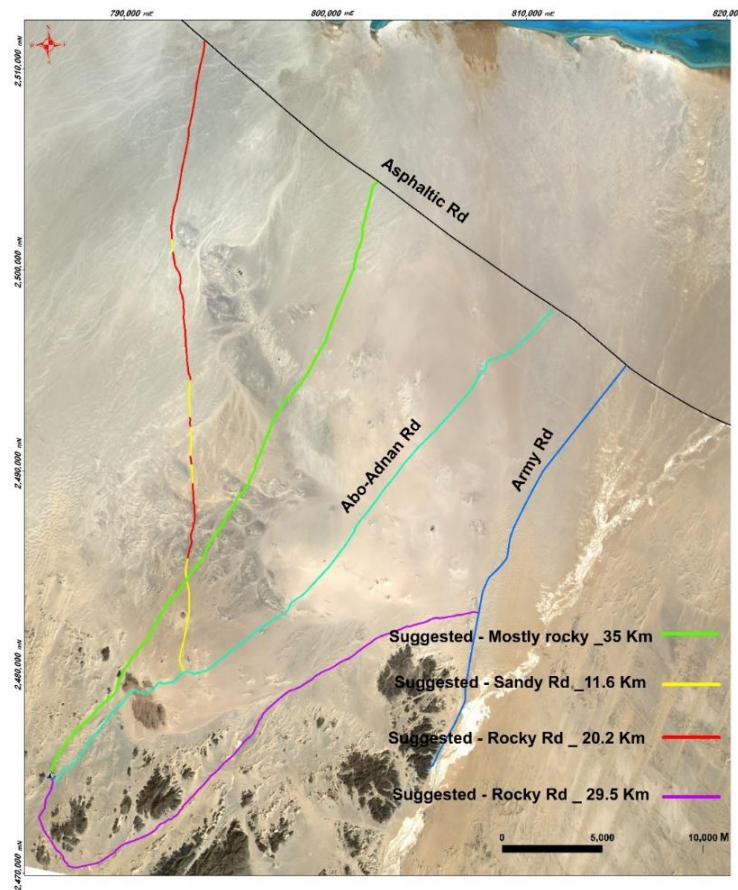 790,000 mE
800,000 mE
810,000 mE
820,0
2,510,000 mN
2,500,000 mN
2,490,000 mN
2,480,000 mN
2,470,000 mN
Asphaltic Rd
Abo-Adnan Rd
Army Rd
Suggested - Mostly rocky _35 Km
Suggested - Sandy Rd _11.6 Km
Suggested - Rocky Rd _ 20.2 Km
Suggested - Rocky Rd _ 29.5 Km
0 5,000 10,000 M